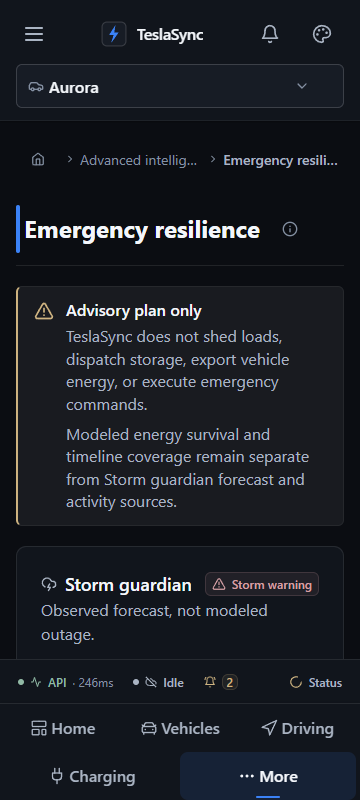 TeslaSync
Aurora
Advanced intellig... Emergency resili...
Emergency resilience
Advisory plan only
TeslaSync does not shed loads,
dispatch storage, export vehicle
energy, or execute emergency
commands.
Modeled energy survival and
timeline coverage remain separate
from Storm guardian forecast and
activity sources.
Storm guardian Storm warning
Observed forecast, not modeled
outage.
API · 246ms Idle 2 Status
Home Vehicles Driving
Charging More